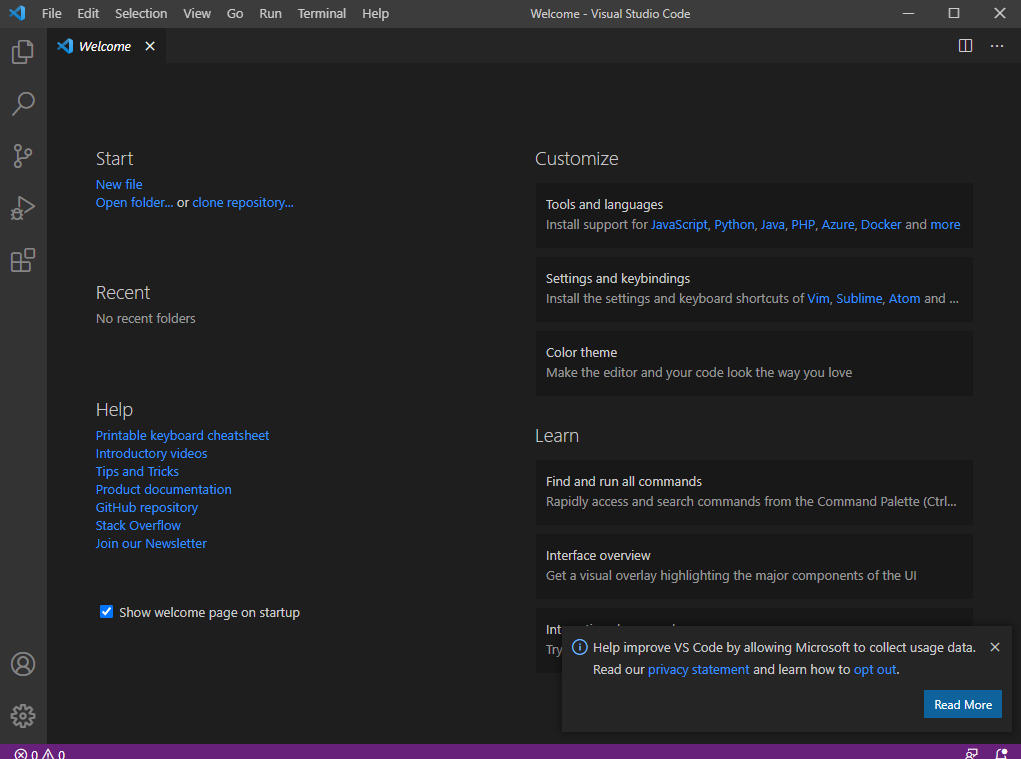 File Edit Selection View Go Run Terminal Help Welcome - Visual Studio Code
Welcome
Start
New file
Open folder... or clone repository...
Recent
No recent folders
Help
Printable keyboard cheatsheet
Introductory videos
Tips and Tricks
Product documentation
GitHub repository
Stack Overflow
Join our Newsletter
Show welcome page on startup
Customize
Tools and languages
Install support for JavaScript, Python, Java, PHP, Azure, Docker and more
Settings and keybindings
Install the settings and keyboard shortcuts of Vim, Sublime, Atom and ...
Color theme
Make the editor and your code look the way you love
Learn
Find and run all commands
Rapidly access and search commands from the Command Palette (Ctrl...
Interface overview
Get a visual overlay highlighting the major components of the UI
Try
Help improve VS Code by allowing Microsoft to collect usage data.
Read our privacy statement and learn how to opt out.
Read More
0 0